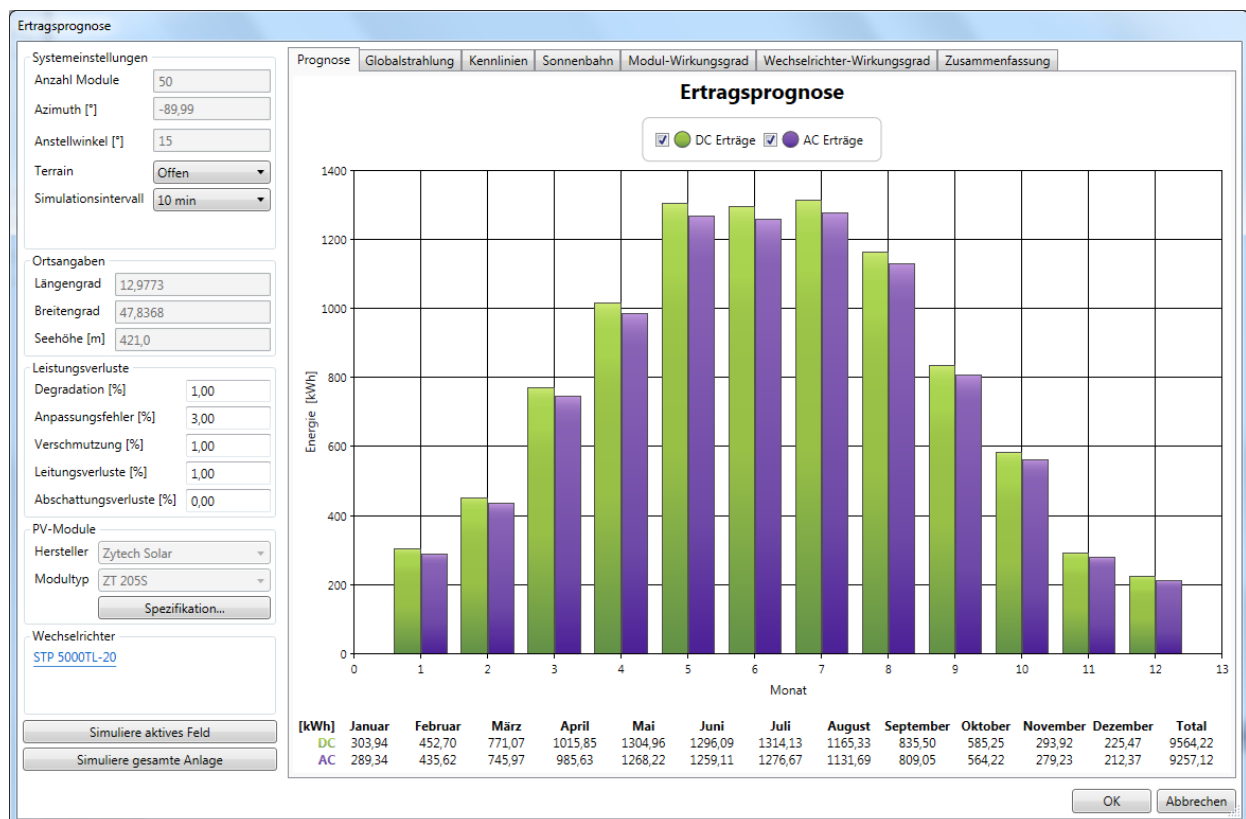 Ertragsprognose
Systemeinstellungen
Anzahl Module 50
Azimuth [°] -89,99
Anstellwinkel [°] 15
Terrain Offen
Simulationsintervall 10 min
Ortsangaben
Längengrad 12,9773
Breitengrad 47,8368
Seehöhe [m] 421,0
Leistungsverluste
Degradation [%] 1,00
Anpassungsfehler [%] 3,00
Verschmutzung [%] 1,00
Leitungsverluste [%] 1,00
Abschattungsverluste [%] 0,00
PV-Module
Hersteller Zytech Solar
Modultyp ZT 205S
Spezifikation...
Wechselrichter
STP 5000TL-20
Simuliere aktives Feld
Simuliere gesamte Anlage
Prognose Globalstrahlung Kennlinien Sonnenbahn Modul-Wirkungsgrad Wechselrichter-Wirkungsgrad Zusammenfassung
Ertragsprognose
DC Erträge AC Erträge
Energie [kWh]
1400
1200
1000
800
600
400
200
0
0 1 2 3 4 5 6 7 8 9 10 11 12 13
Monat
[kWh] Januar Februar März April Mai Juni Juli August September Oktober November Dezember Total
DC 303,94 452,70 771,07 1015,85 1304,96 1296,09 1314,13 1165,33 835,50 585,25 293,92 225,47 9564,22
AC 289,34 435,62 745,97 985,63 1268,22 1259,11 1276,67 1131,69 809,05 564,22 279,23 212,37 9257,12
OK Abbrechen